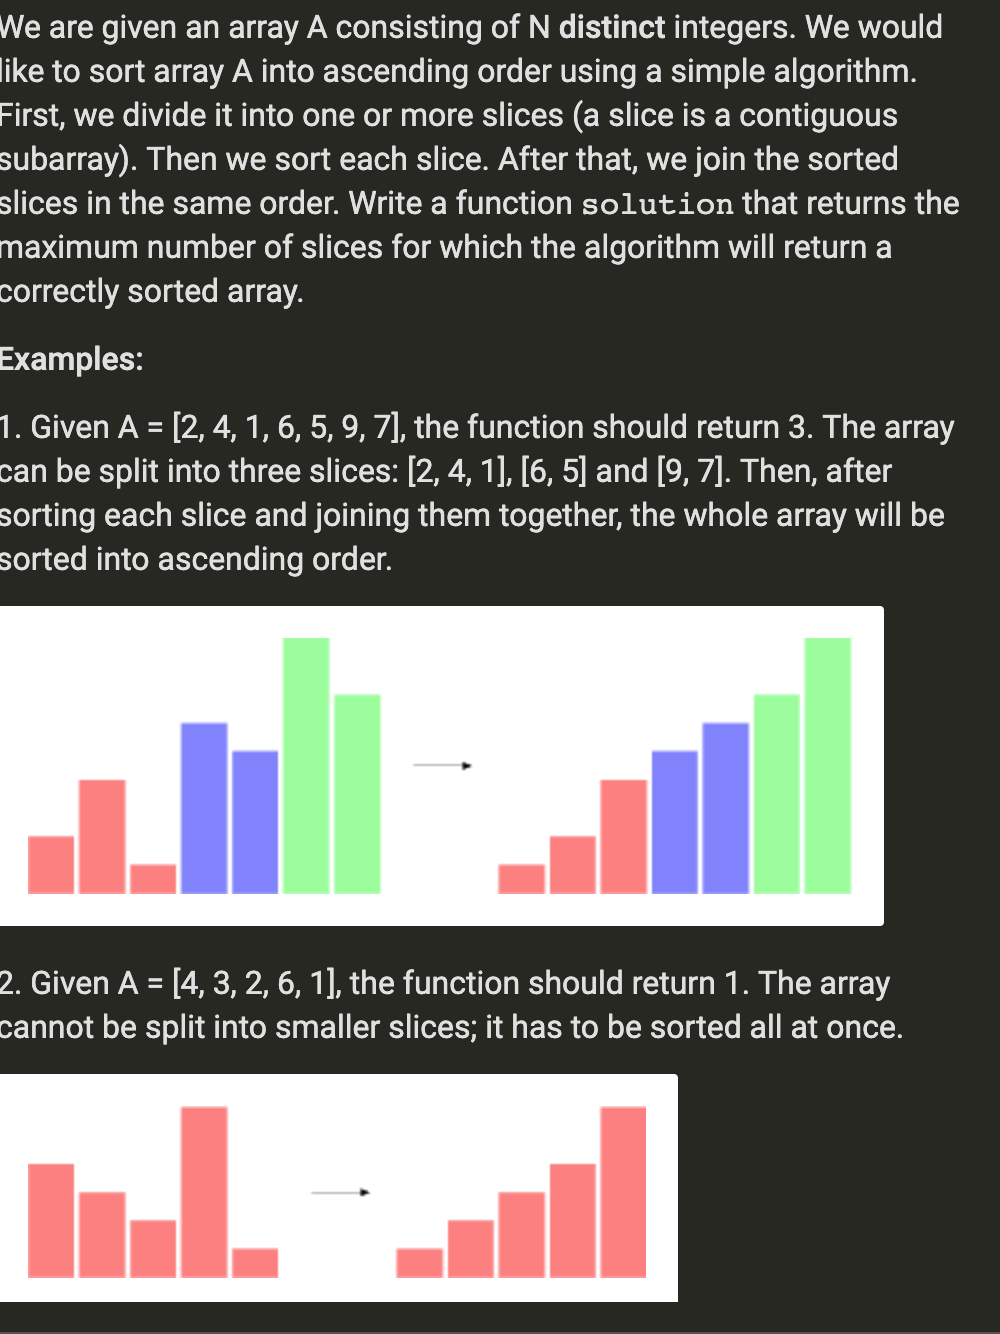 We are given an array A consisting of N distinct integers. We would
like to sort array A into ascending order using a simple algorithm.
First, we divide it into one or more slices (a slice is a contiguous
subarray). Then we sort each slice. After that, we join the sorted
slices in the same order. Write a function solution that returns the
maximum number of slices for which the algorithm will return a
correctly sorted array.
Examples:
1. Given A = [2, 4, 1, 6, 5, 9, 7], the function should return 3. The array
can be split into three slices: [2, 4, 1], [6, 5] and [9, 7]. Then, after
sorting each slice and joining them together, the whole array will be
sorted into ascending order.
2. Given A = [4, 3, 2, 6, 1], the function should return 1. The array
cannot be split into smaller slices; it has to be sorted all at once.